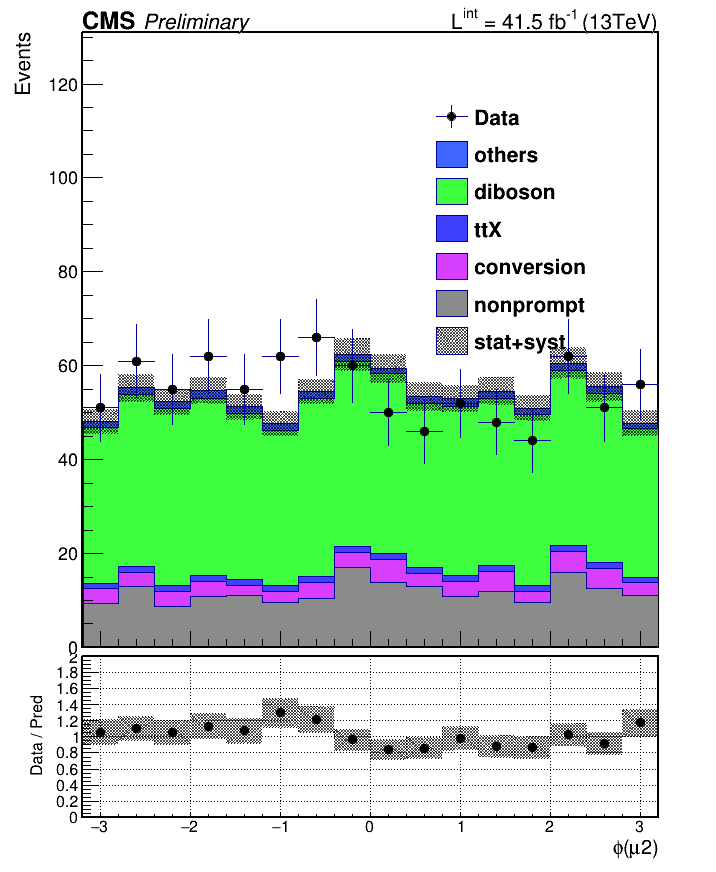 CMS Preliminary L^int = 41.5 fb^-1 (13TeV)
Events
120
100
80
60
40
20
0
Data
others
diboson
ttX
conversion
nonprompt
stat+syst
Data / Pred
2
1.8
1.6
1.4
1.2
1
0.8
0.6
0.4
0.2
0
−3 −2 −1 0 1 2 3
ϕ(μ2)